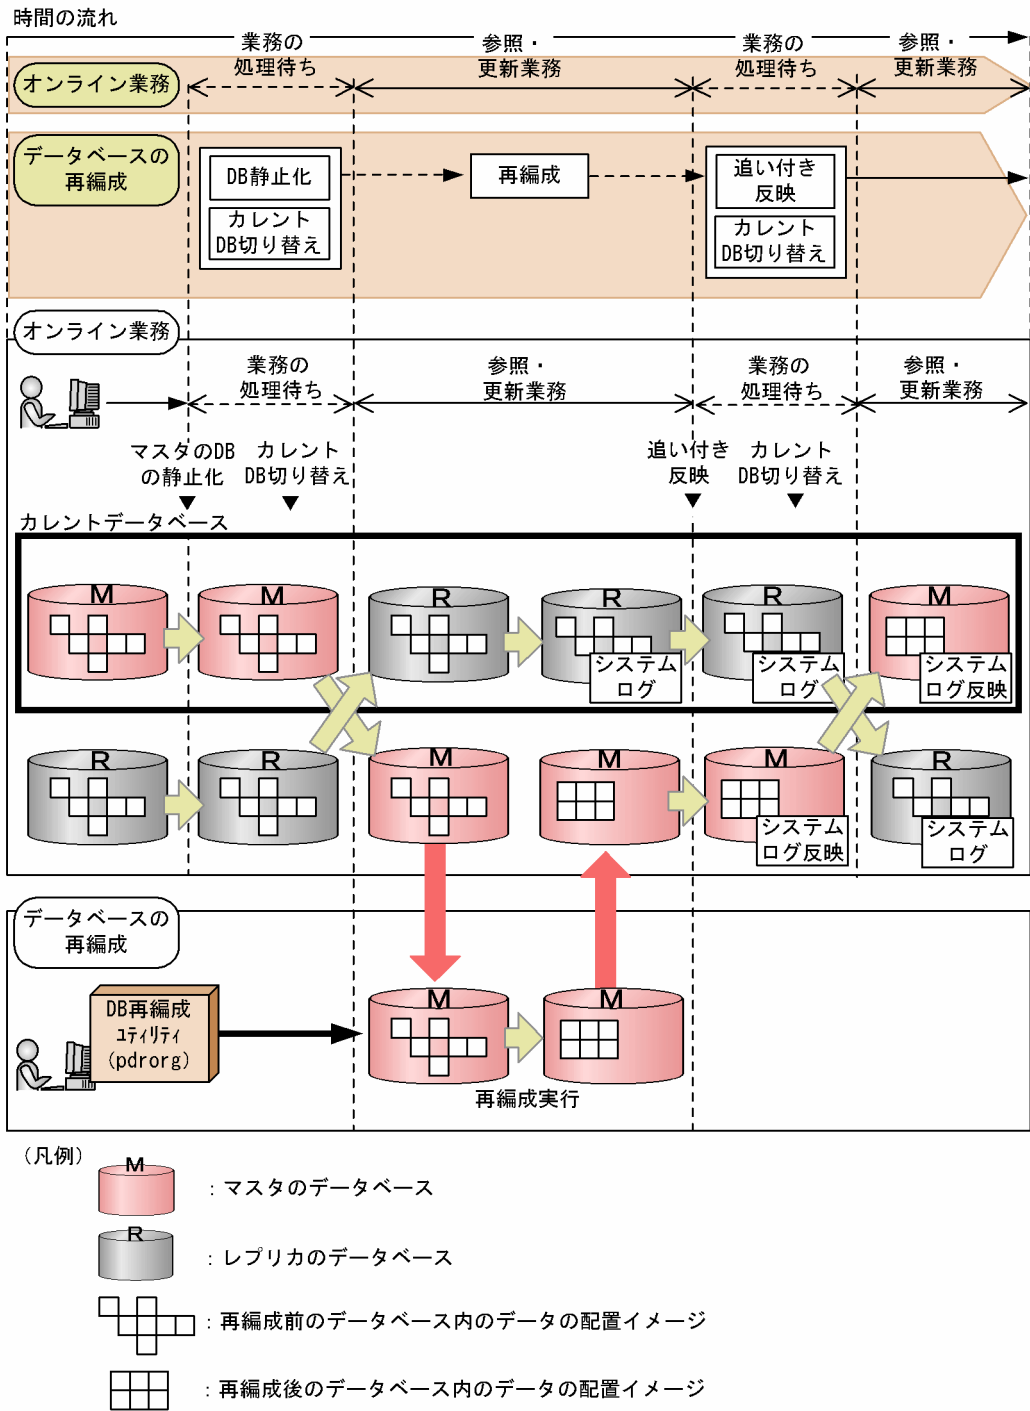 時間の流れ
業務の
処理待ち
参照・
更新業務
業務の
処理待ち
参照・
更新業務
オンライン業務
データベースの
再編成
DB静止化
カレント
DB切り替え
再編成
追い付き
反映
カレント
DB切り替え
オンライン業務
業務の
処理待ち
参照・
更新業務
業務の
処理待ち
参照・
更新業務
マスタのDB
の静止化
カレント
DB切り替え
追い付き
反映
カレント
DB切り替え
カレントデータベース
M
M
R
R
システム
ログ
R
システム
ログ
M
システム
ログ反映
R
R
M
M
M
システム
ログ反映
R
システム
ログ
データベースの
再編成
DB再編成
ユティリティ
(pdrorg)
M
M
再編成実行
（凡例）
M
：マスタのデータベース
R
：レプリカのデータベース
：再編成前のデータベース内のデータの配置イメージ
：再編成後のデータベース内のデータの配置イメージ